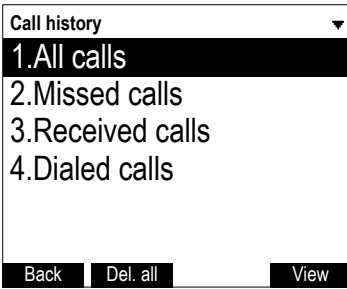 Call history
1.All calls
2.Missed calls
3.Received calls
4.Dialed calls
Back Del. all View